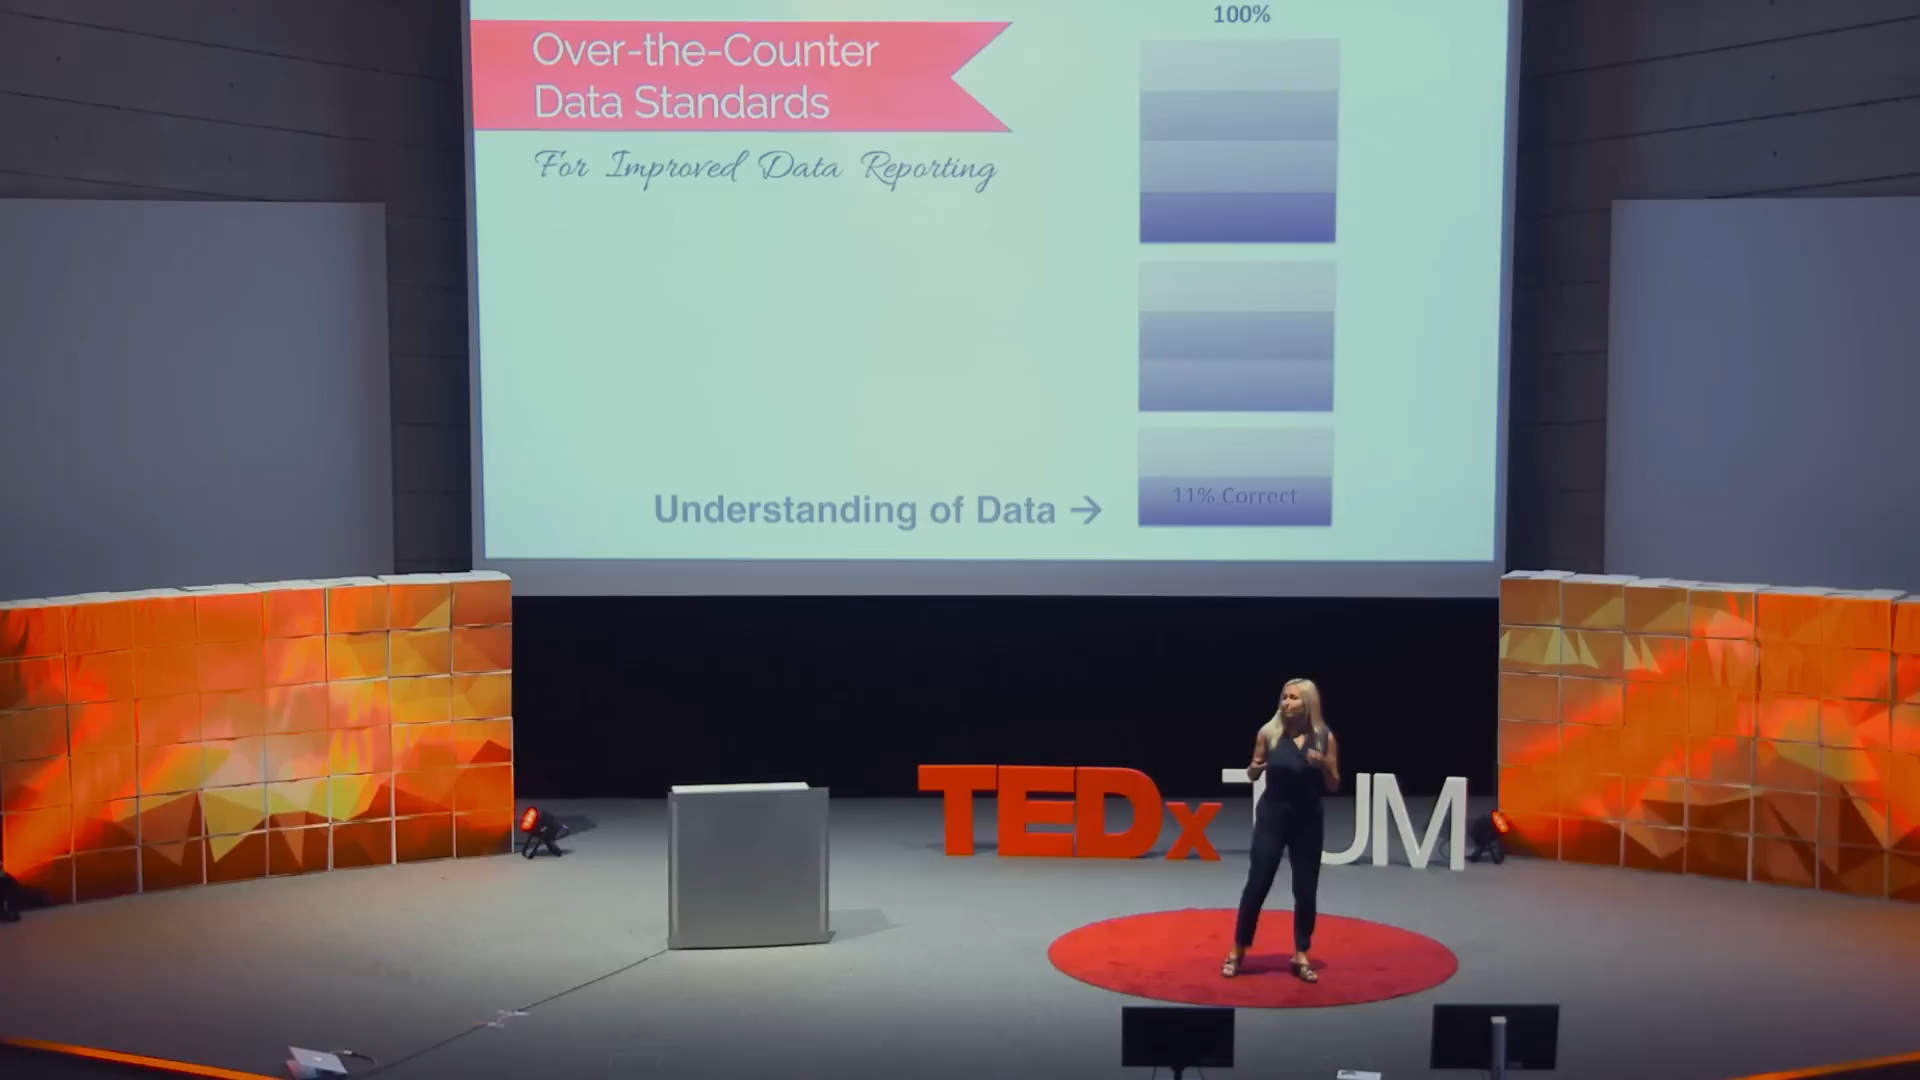 100%
Over-the-Counter
Data Standards
For Improved Data Reporting
Understanding of Data →
11% Correct
TEDx